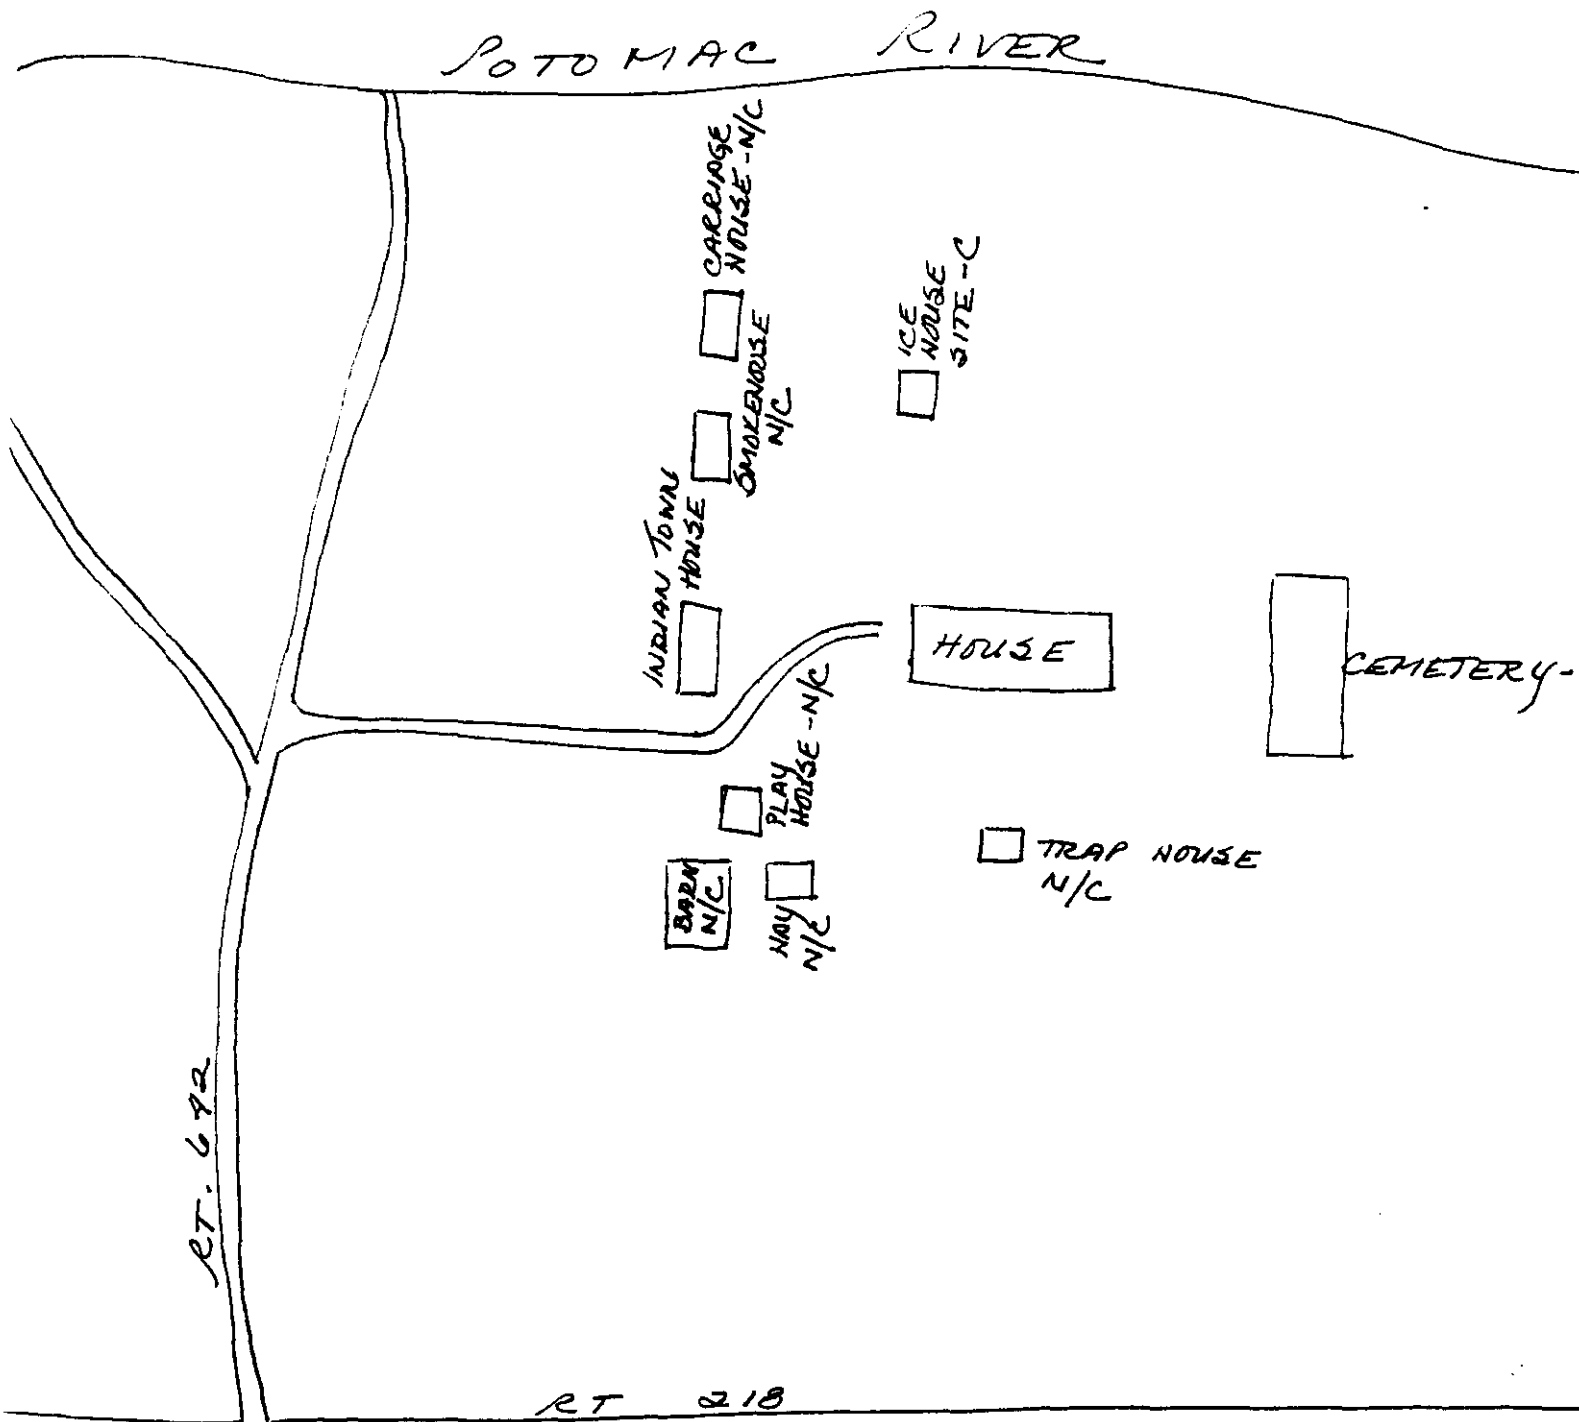 POTOMAC RIVER
CARRIAGE
HOUSE - N/C
ICE
HOUSE
SITE - C
SMOKEHOUSE
N/C
INDIAN TOWN
HOUSE
HOUSE
CEMETERY -
PLAY
HOUSE - N/C
TRAP HOUSE
N/C
BARN
N/C
HAY
N/C
RT. 642
RT 218